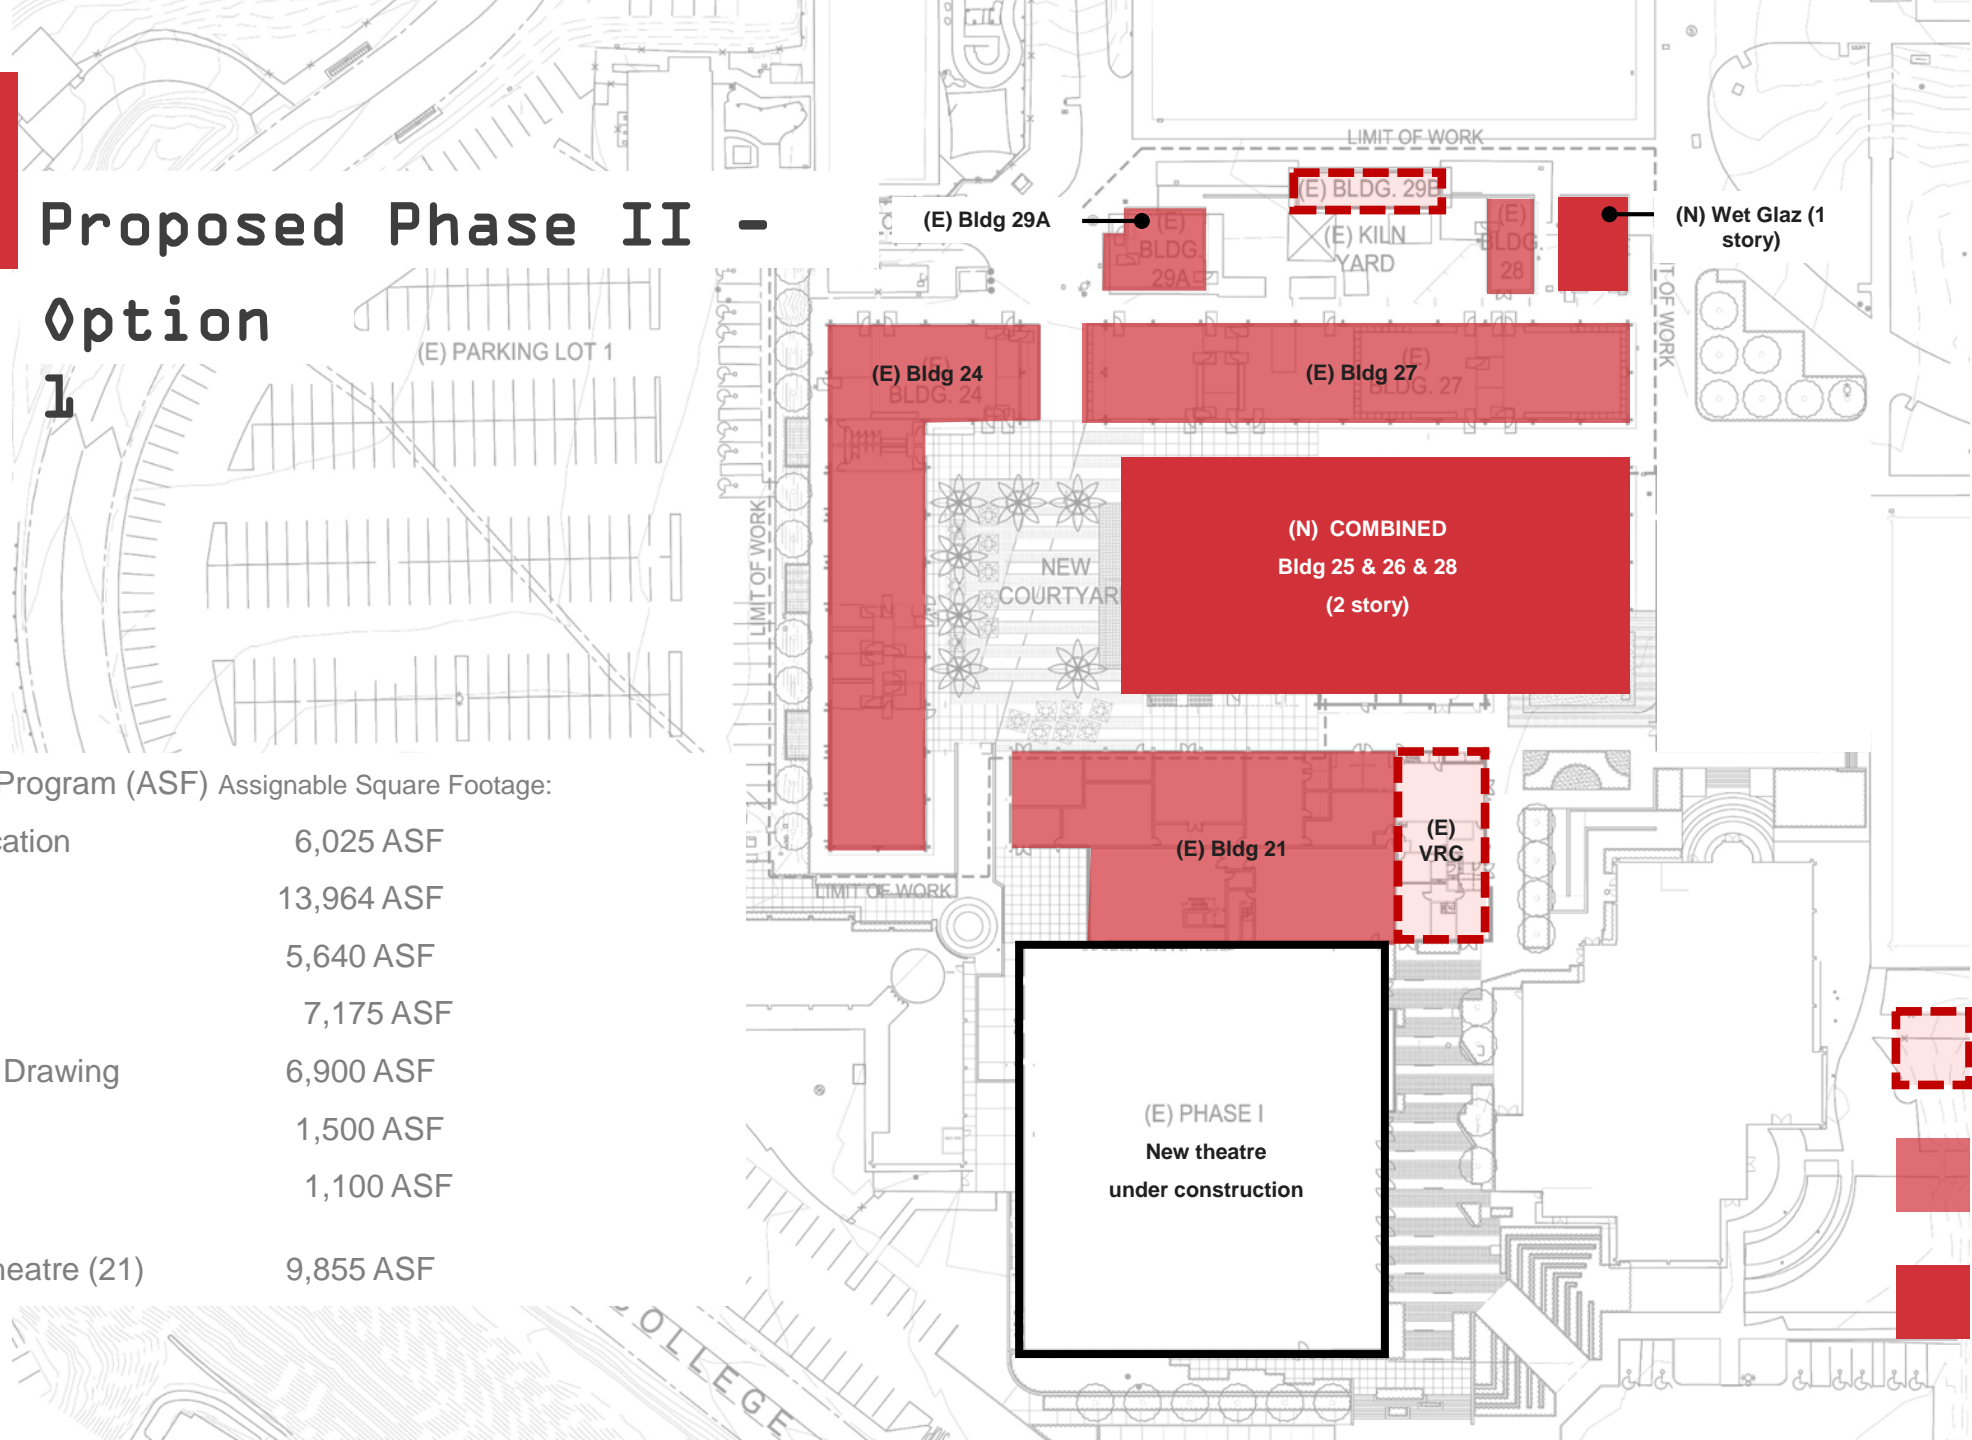 Proposed Phase II -
Option
1
LIMIT OF WORK
(E) BLDG. 29B
(E) Bldg 29A
(E)
BLDG.
29A
(E) KILN
YARD
(E)
BLDG.
28
(N) Wet Glaz (1
story)
T OF WORK
(E) PARKING LOT 1
(E) Bldg 24
(E)
BLDG. 24
(E) Bldg 27
(E)
BLDG. 27
LIMIT OF WORK
NEW
COURTYAR
(N) COMBINED
Bldg 25 & 26 & 28
(2 story)
Program (ASF) Assignable Square Footage:
cation 6,025 ASF
13,964 ASF
5,640 ASF
7,175 ASF
Drawing 6,900 ASF
1,500 ASF
1,100 ASF
heatre (21) 9,855 ASF
(E) Bldg 21
(E)
VRC
LIMIT OF WORK
(E) PHASE I
New theatre
under construction
OLLEGE